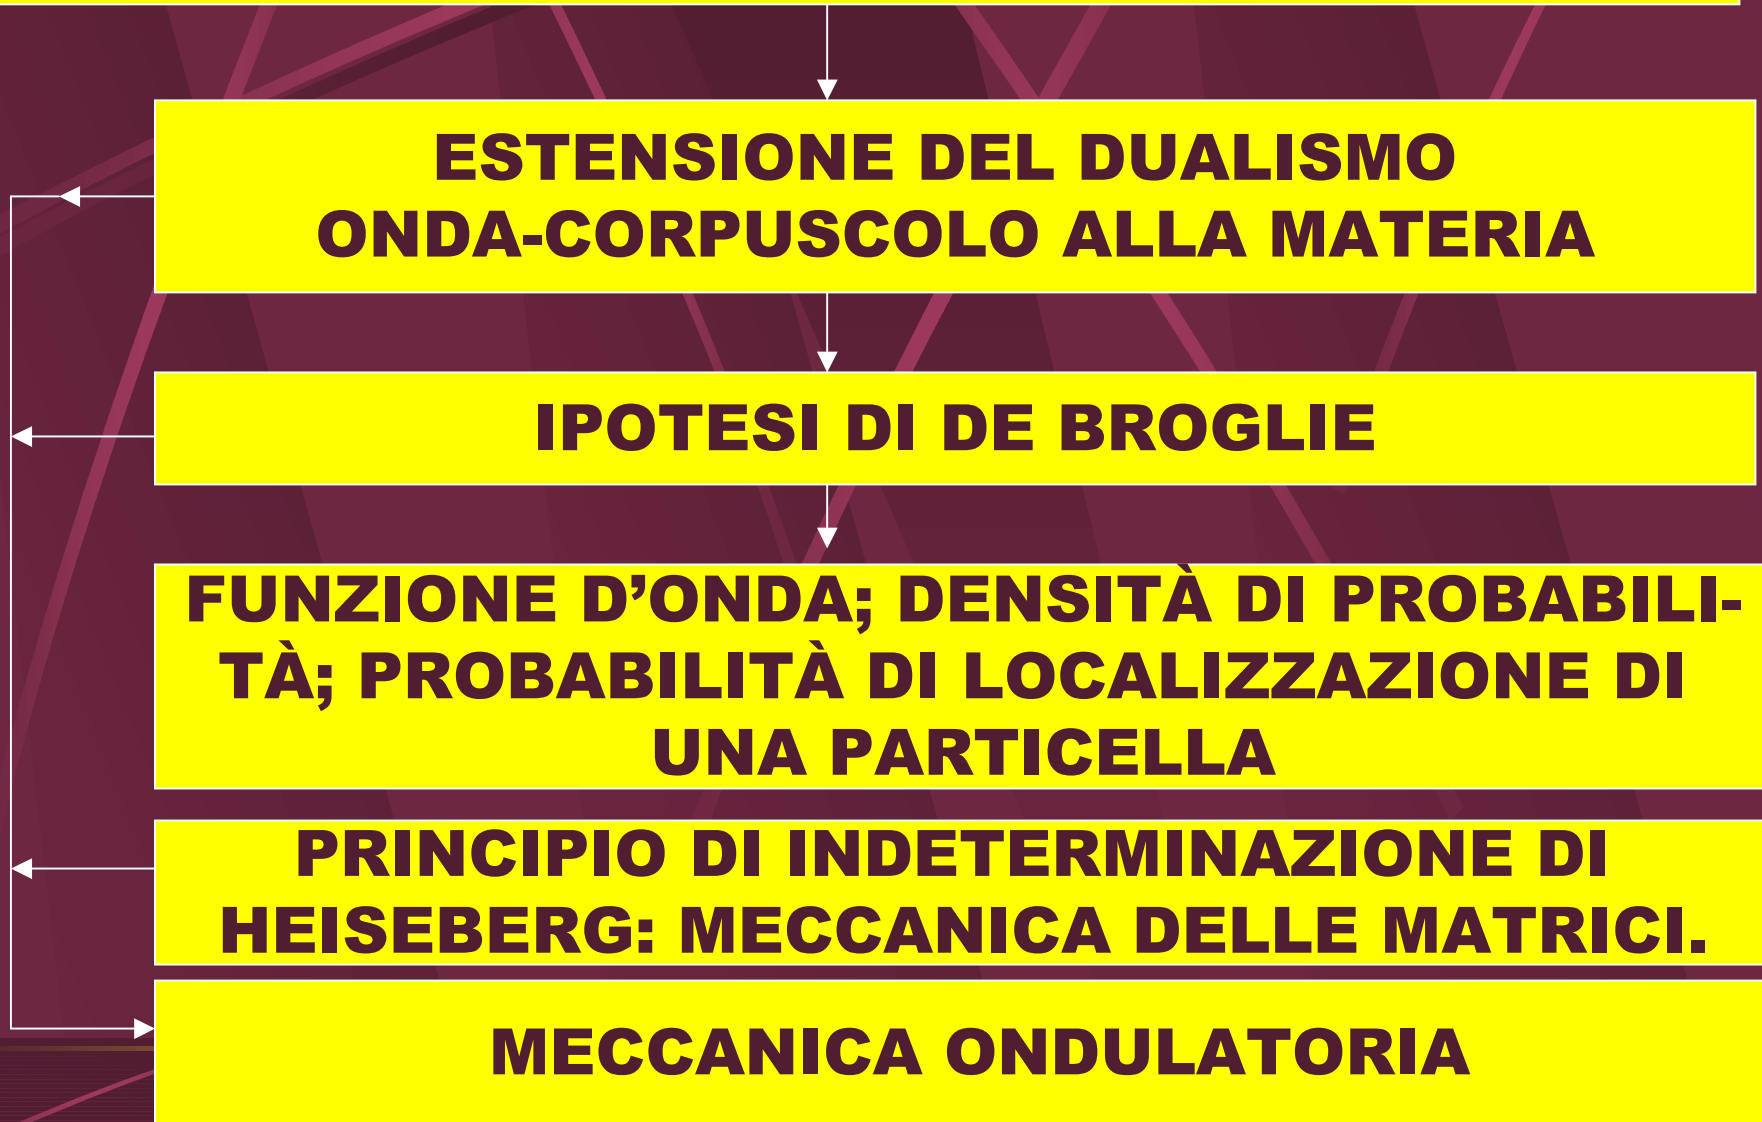 ESTENSIONE DEL DUALISMO
ONDA-CORPUSCOLO ALLA MATERIA
IPOTESI DI DE BROGLIE
FUNZIONE D’ONDA; DENSITÀ DI PROBABILI-
TÀ; PROBABILITÀ DI LOCALIZZAZIONE DI
UNA PARTICELLA
PRINCIPIO DI INDETERMINAZIONE DI
HEISEBERG: MECCANICA DELLE MATRICI.
MECCANICA ONDULATORIA